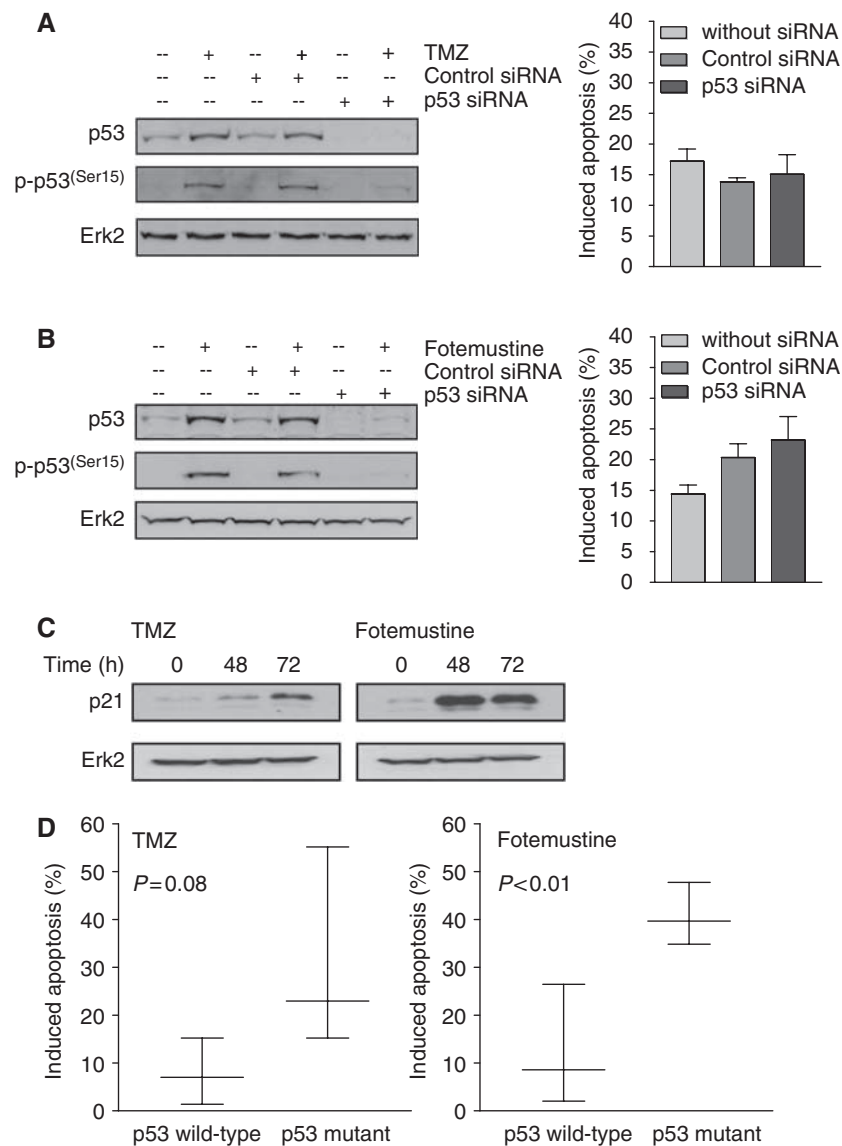 A
-- + -- + -- + TMZ
-- -- + + -- -- Control siRNA
-- -- -- -- + + p53 siRNA
p53
p-p53(Ser15)
Erk2
Induced apoptosis (%)
40
35
30
25
20
15
10
5
0
without siRNA
Control siRNA
p53 siRNA
B
-- + -- + -- + Fotemustine
-- -- + + -- -- Control siRNA
-- -- -- -- + + p53 siRNA
p53
p-p53(Ser15)
Erk2
Induced apoptosis (%)
40
35
30
25
20
15
10
5
0
without siRNA
Control siRNA
p53 siRNA
C
TMZ
Fotemustine
Time (h) 0 48 72 0 48 72
p21
Erk2
D
Induced apoptosis (%)
60
50
40
30
20
10
0
TMZ
P=0.08
p53 wild-type p53 mutant
Induced apoptosis (%)
60
50
40
30
20
10
0
Fotemustine
P<0.01
p53 wild-type p53 mutant